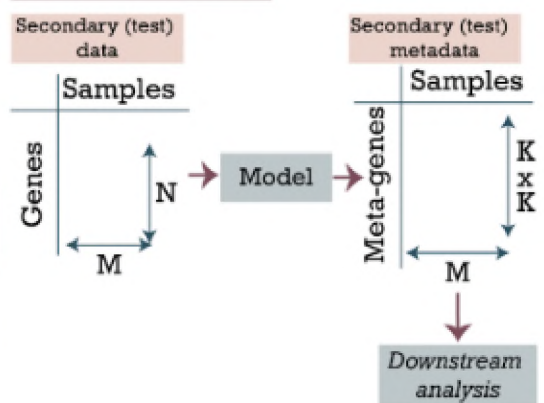 Secondary (test)
data
Samples
Genes
N
M
Model
Secondary (test)
metadata
Samples
Meta-genes
K
x
K
M
Downstream
analysis